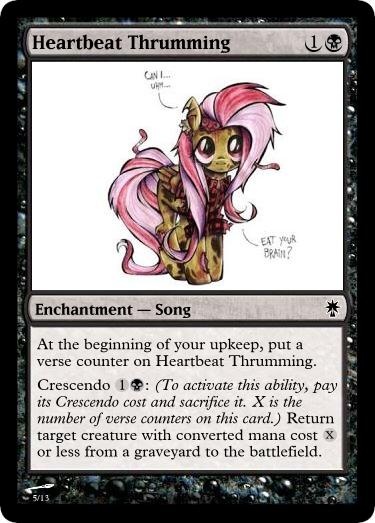 Heartbeat Thrumming 1
CAN I...
UHM...
EAT YOUR
BRAIN?
Enchantment — Song
At the beginning of your upkeep, put a
verse counter on Heartbeat Thrumming.
Crescendo 1: (To activate this ability, pay
its Crescendo cost and sacrifice it. X is the
number of verse counters on this card.) Return
target creature with converted mana cost X
or less from a graveyard to the battlefield.
5/13